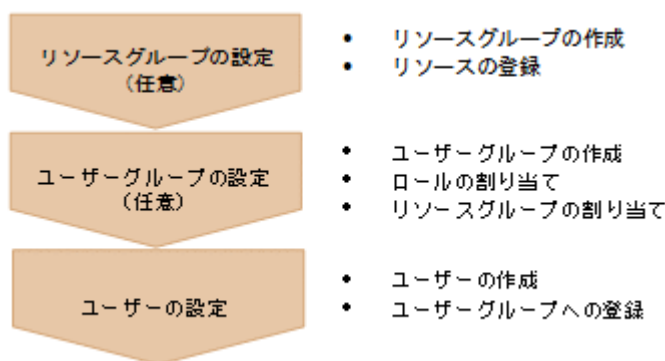 リソースグループの設定
(任意)
• リソースグループの作成
• リソースの登録
ユーザーグループの設定
(任意)
• ユーザーグループの作成
• ロールの割り当て
• リソースグループの割り当て
ユーザーの設定
• ユーザーの作成
• ユーザーグループへの登録